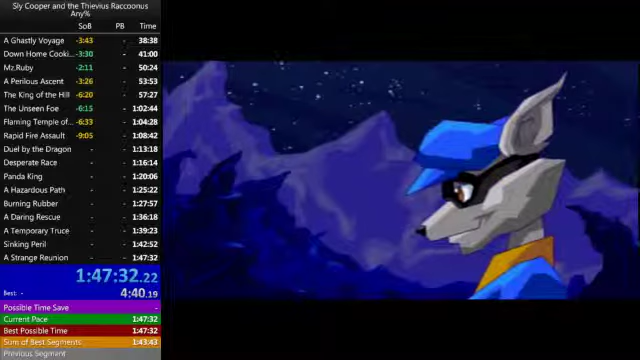 Sly Cooper and the Thievius Raccoonus
Any%
SoB PB Time
A Ghastly Voyage -3:43 - 38:38
Down Home Cooki... -3:30 - 41:00
Mz.Ruby -2:11 - 50:24
A Perilous Ascent -3:26 - 53:53
The King of the Hill -6:20 - 57:27
The Unseen Foe -6:15 - 1:02:44
Flaming Temple of... -6:33 - 1:04:28
Rapid Fire Assault -9:05 - 1:08:42
Duel by the Dragon - - 1:13:18
Desperate Race - - 1:16:14
Panda King - - 1:20:06
A Hazardous Path - - 1:25:22
Burning Rubber - - 1:27:57
A Daring Rescue - - 1:36:18
A Temporary Truce - - 1:39:23
Sinking Peril - - 1:42:52
A Strange Reunion - - 1:47:32
1:47:32.22
Best: - 4:40.19
Possible Time Save -
Current Pace 1:47:32
Best Possible Time 1:47:32
Sum of Best Segments 1:43:43
Previous Segment